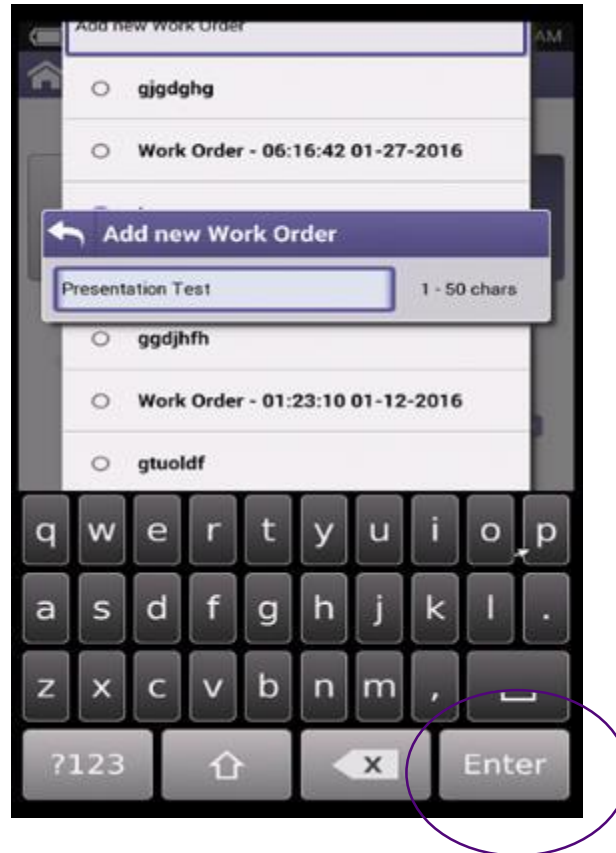 Add new Work Order
AM
gjgdghg
Work Order - 06:16:42 01-27-2016
Add new Work Order
Presentation Test
1 - 50 chars
ggdjhfh
Work Order - 01:23:10 01-12-2016
gtuoldf
q w e r t y u i o p
a s d f g h j k l .
z x c v b n m ,
?123
X
Enter